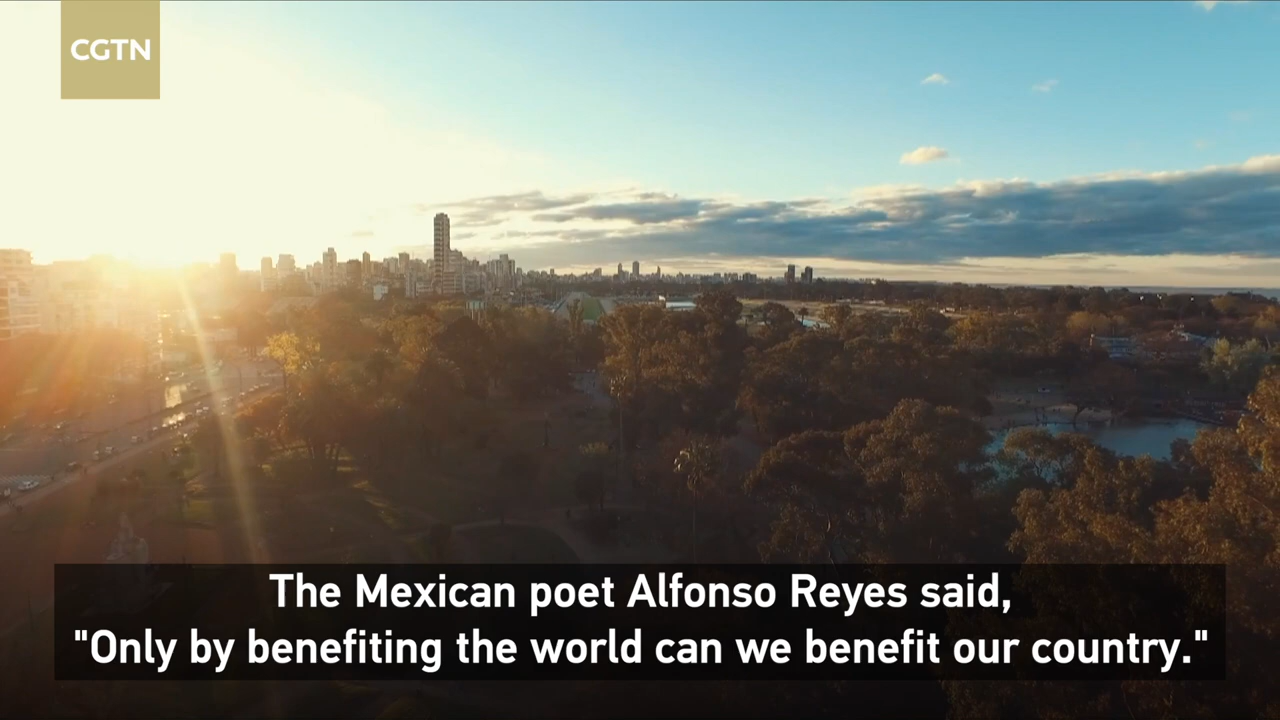 CGTN
The Mexican poet Alfonso Reyes said,
"Only by benefiting the world can we benefit our country."